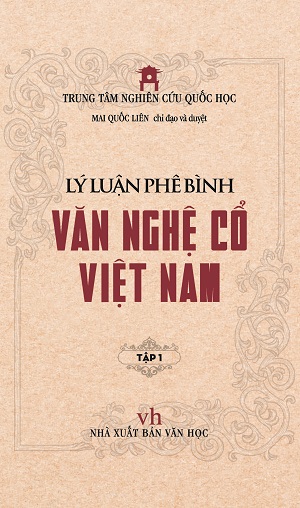 TRUNG TÂM NGHIÊN CỨU QUỐC HỌC
MAI QUỐC LIÊN chỉ đạo và duyệt
LÝ LUẬN PHÊ BÌNH
VĂN NGHỆ CỔ
VIỆT NAM
TẬP 1
vh
NHÀ XUẤT BẢN VĂN HỌC